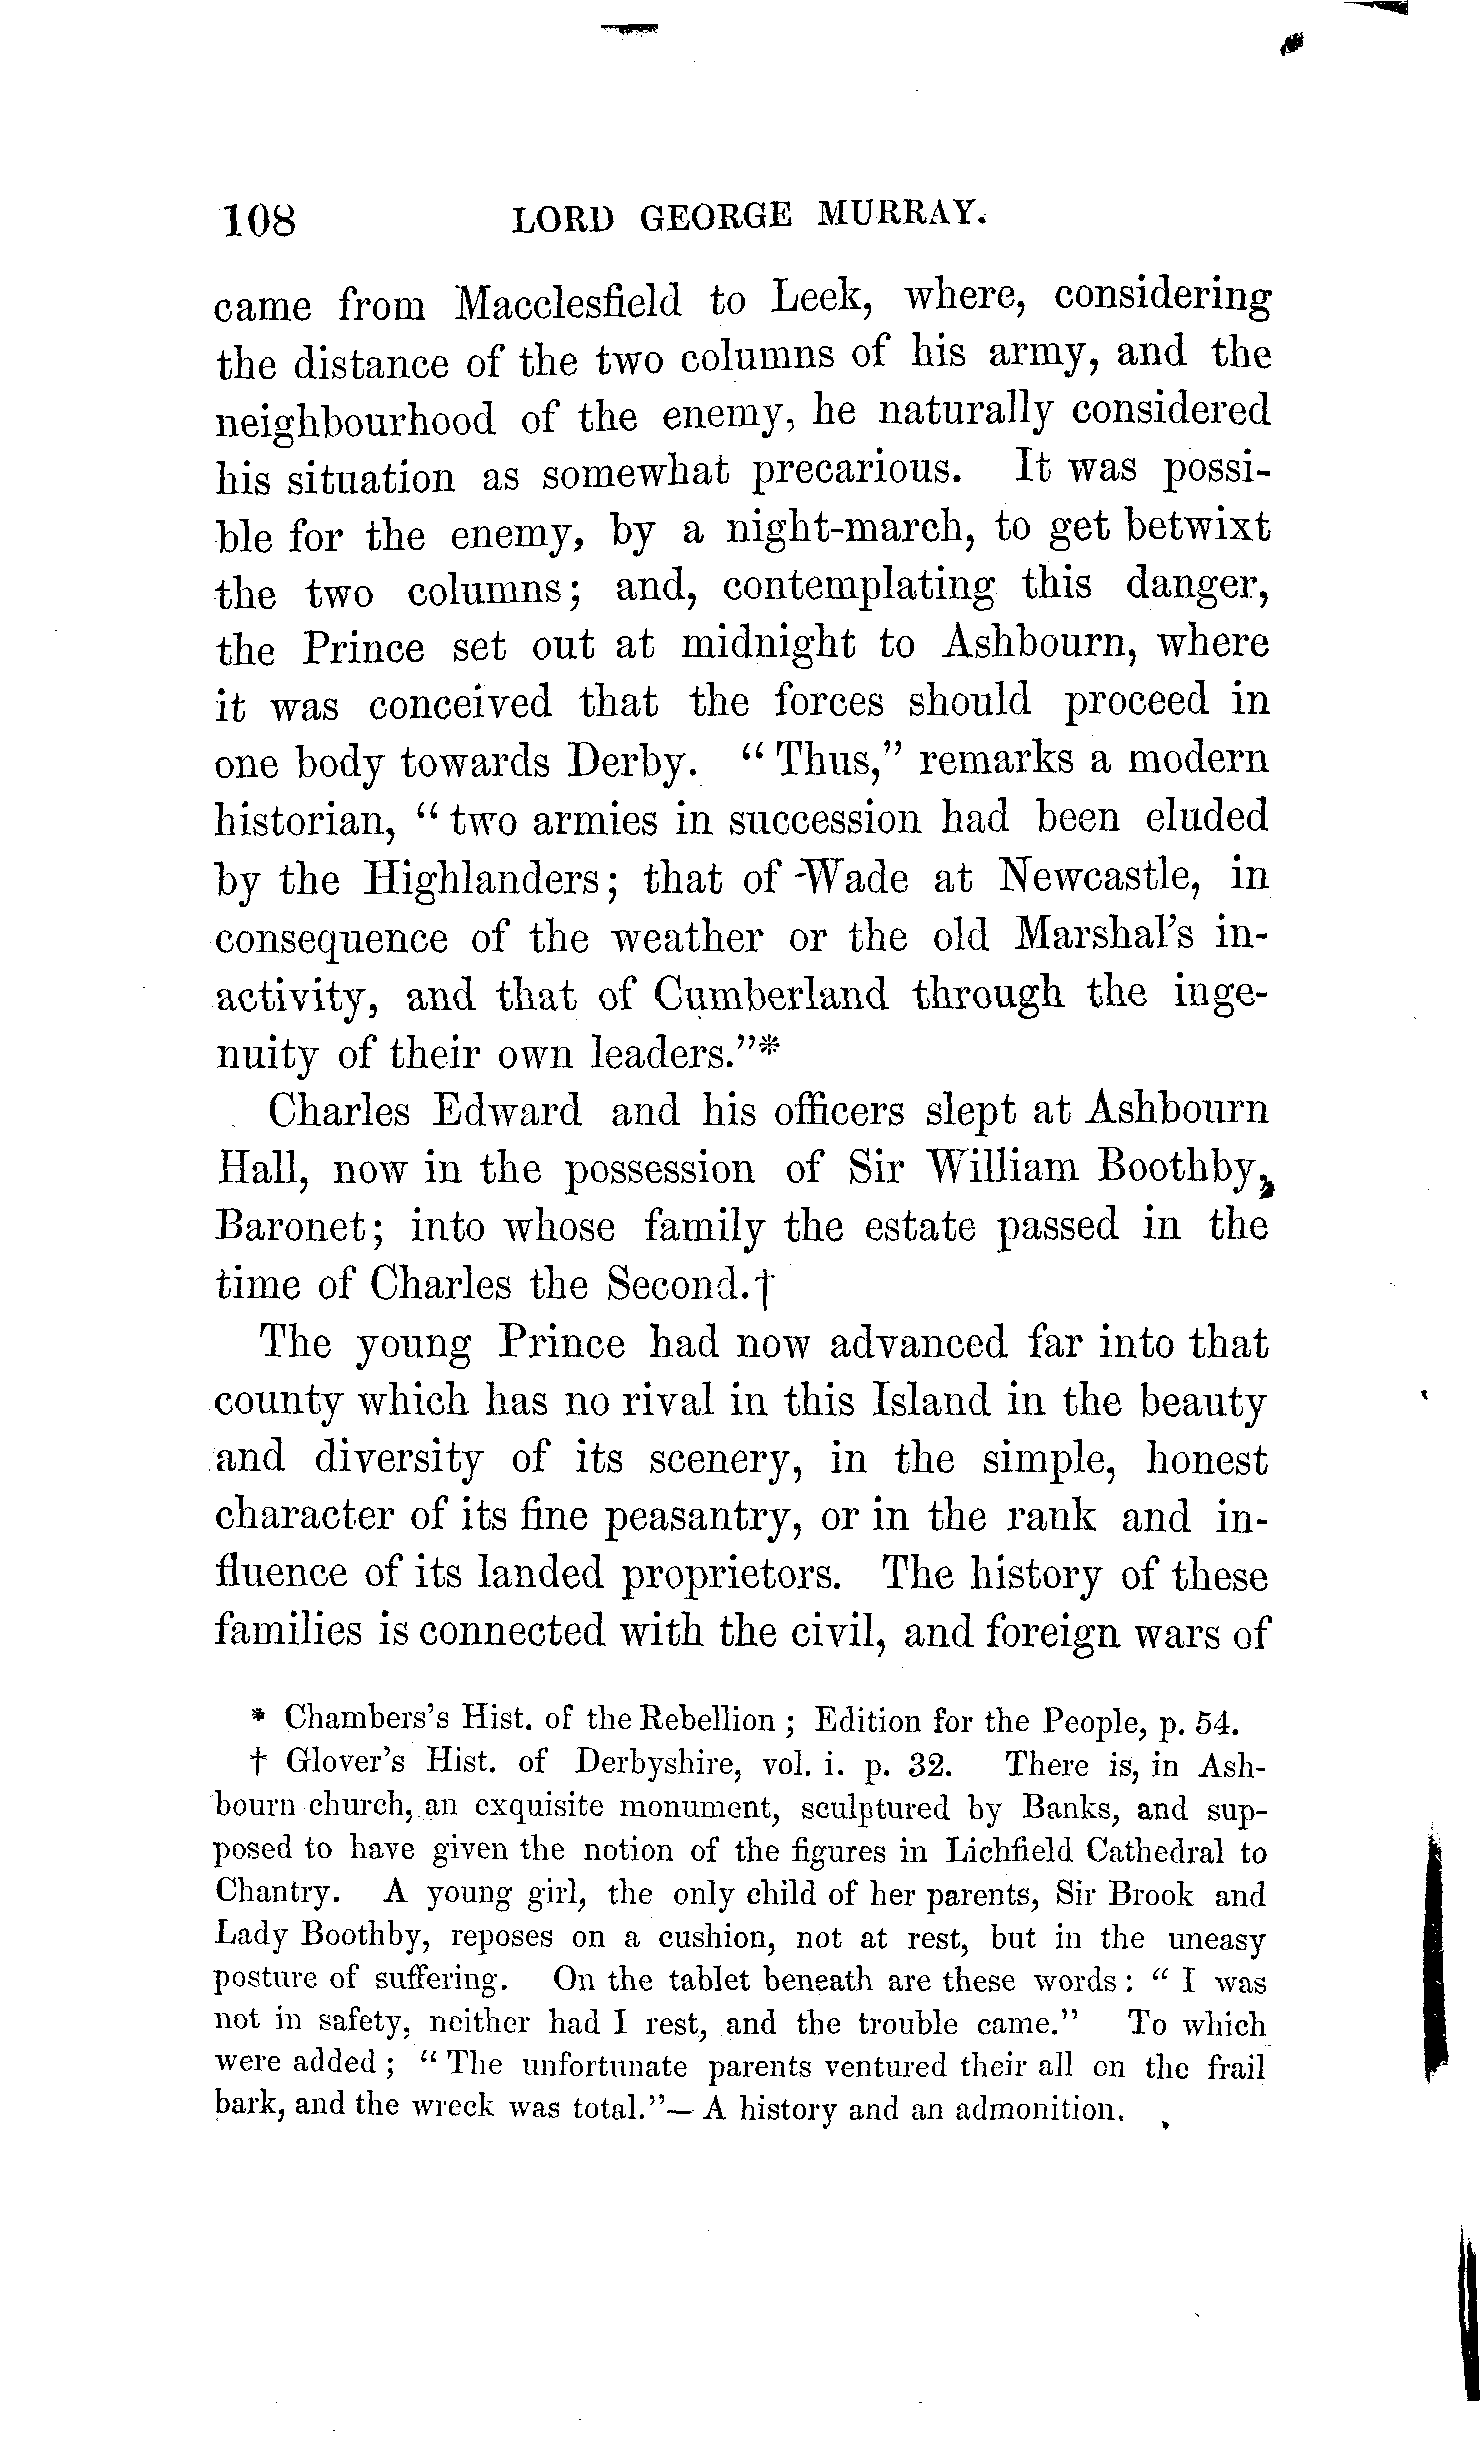 108 LORD GEORGE MURRAY.
came from Macclesfield to Leek, where, considering
the distance of the two columns of his army, and the
neighbourhood of the enemy, he naturally considered
his situation as somewhat precarious. It was possi-
ble for the enemy, by a night-march, to get betwixt
the two columns; and, contemplating this danger,
the Prince set out at midnight to Ashbourn, where
it was conceived that the forces should proceed in
one body towards Derby. “Thus,” remarks a modern
historian, “two armies in succession had been eluded
by the Highlanders; that of Wade at Newcastle, in
consequence of the weather or the old Marshal’s in-
activity, and that of Cumberland through the inge-
nuity of their own leaders.”*
Charles Edward and his officers slept at Ashbourn
Hall, now in the possession of Sir William Boothby,
Baronet; into whose family the estate passed in the
time of Charles the Second.†
The young Prince had now advanced far into that
county which has no rival in this Island in the beauty
and diversity of its scenery, in the simple, honest
character of its fine peasantry, or in the rank and in-
fluence of its landed proprietors. The history of these
families is connected with the civil, and foreign wars of
* Chambers’s Hist. of the Rebellion; Edition for the People, p. 54.
† Glover’s Hist. of Derbyshire, vol. i. p. 32. There is, in Ash-
bourn church, an exquisite monument, sculptured by Banks, and sup-
posed to have given the notion of the figures in Lichfield Cathedral to
Chantry. A young girl, the only child of her parents, Sir Brook and
Lady Boothby, reposes on a cushion, not at rest, but in the uneasy
posture of suffering. On the tablet beneath are these words: “I was
not in safety, neither had I rest, and the trouble came.” To which
were added; “The unfortunate parents ventured their all on the frail
bark, and the wreck was total.”— A history and an admonition.